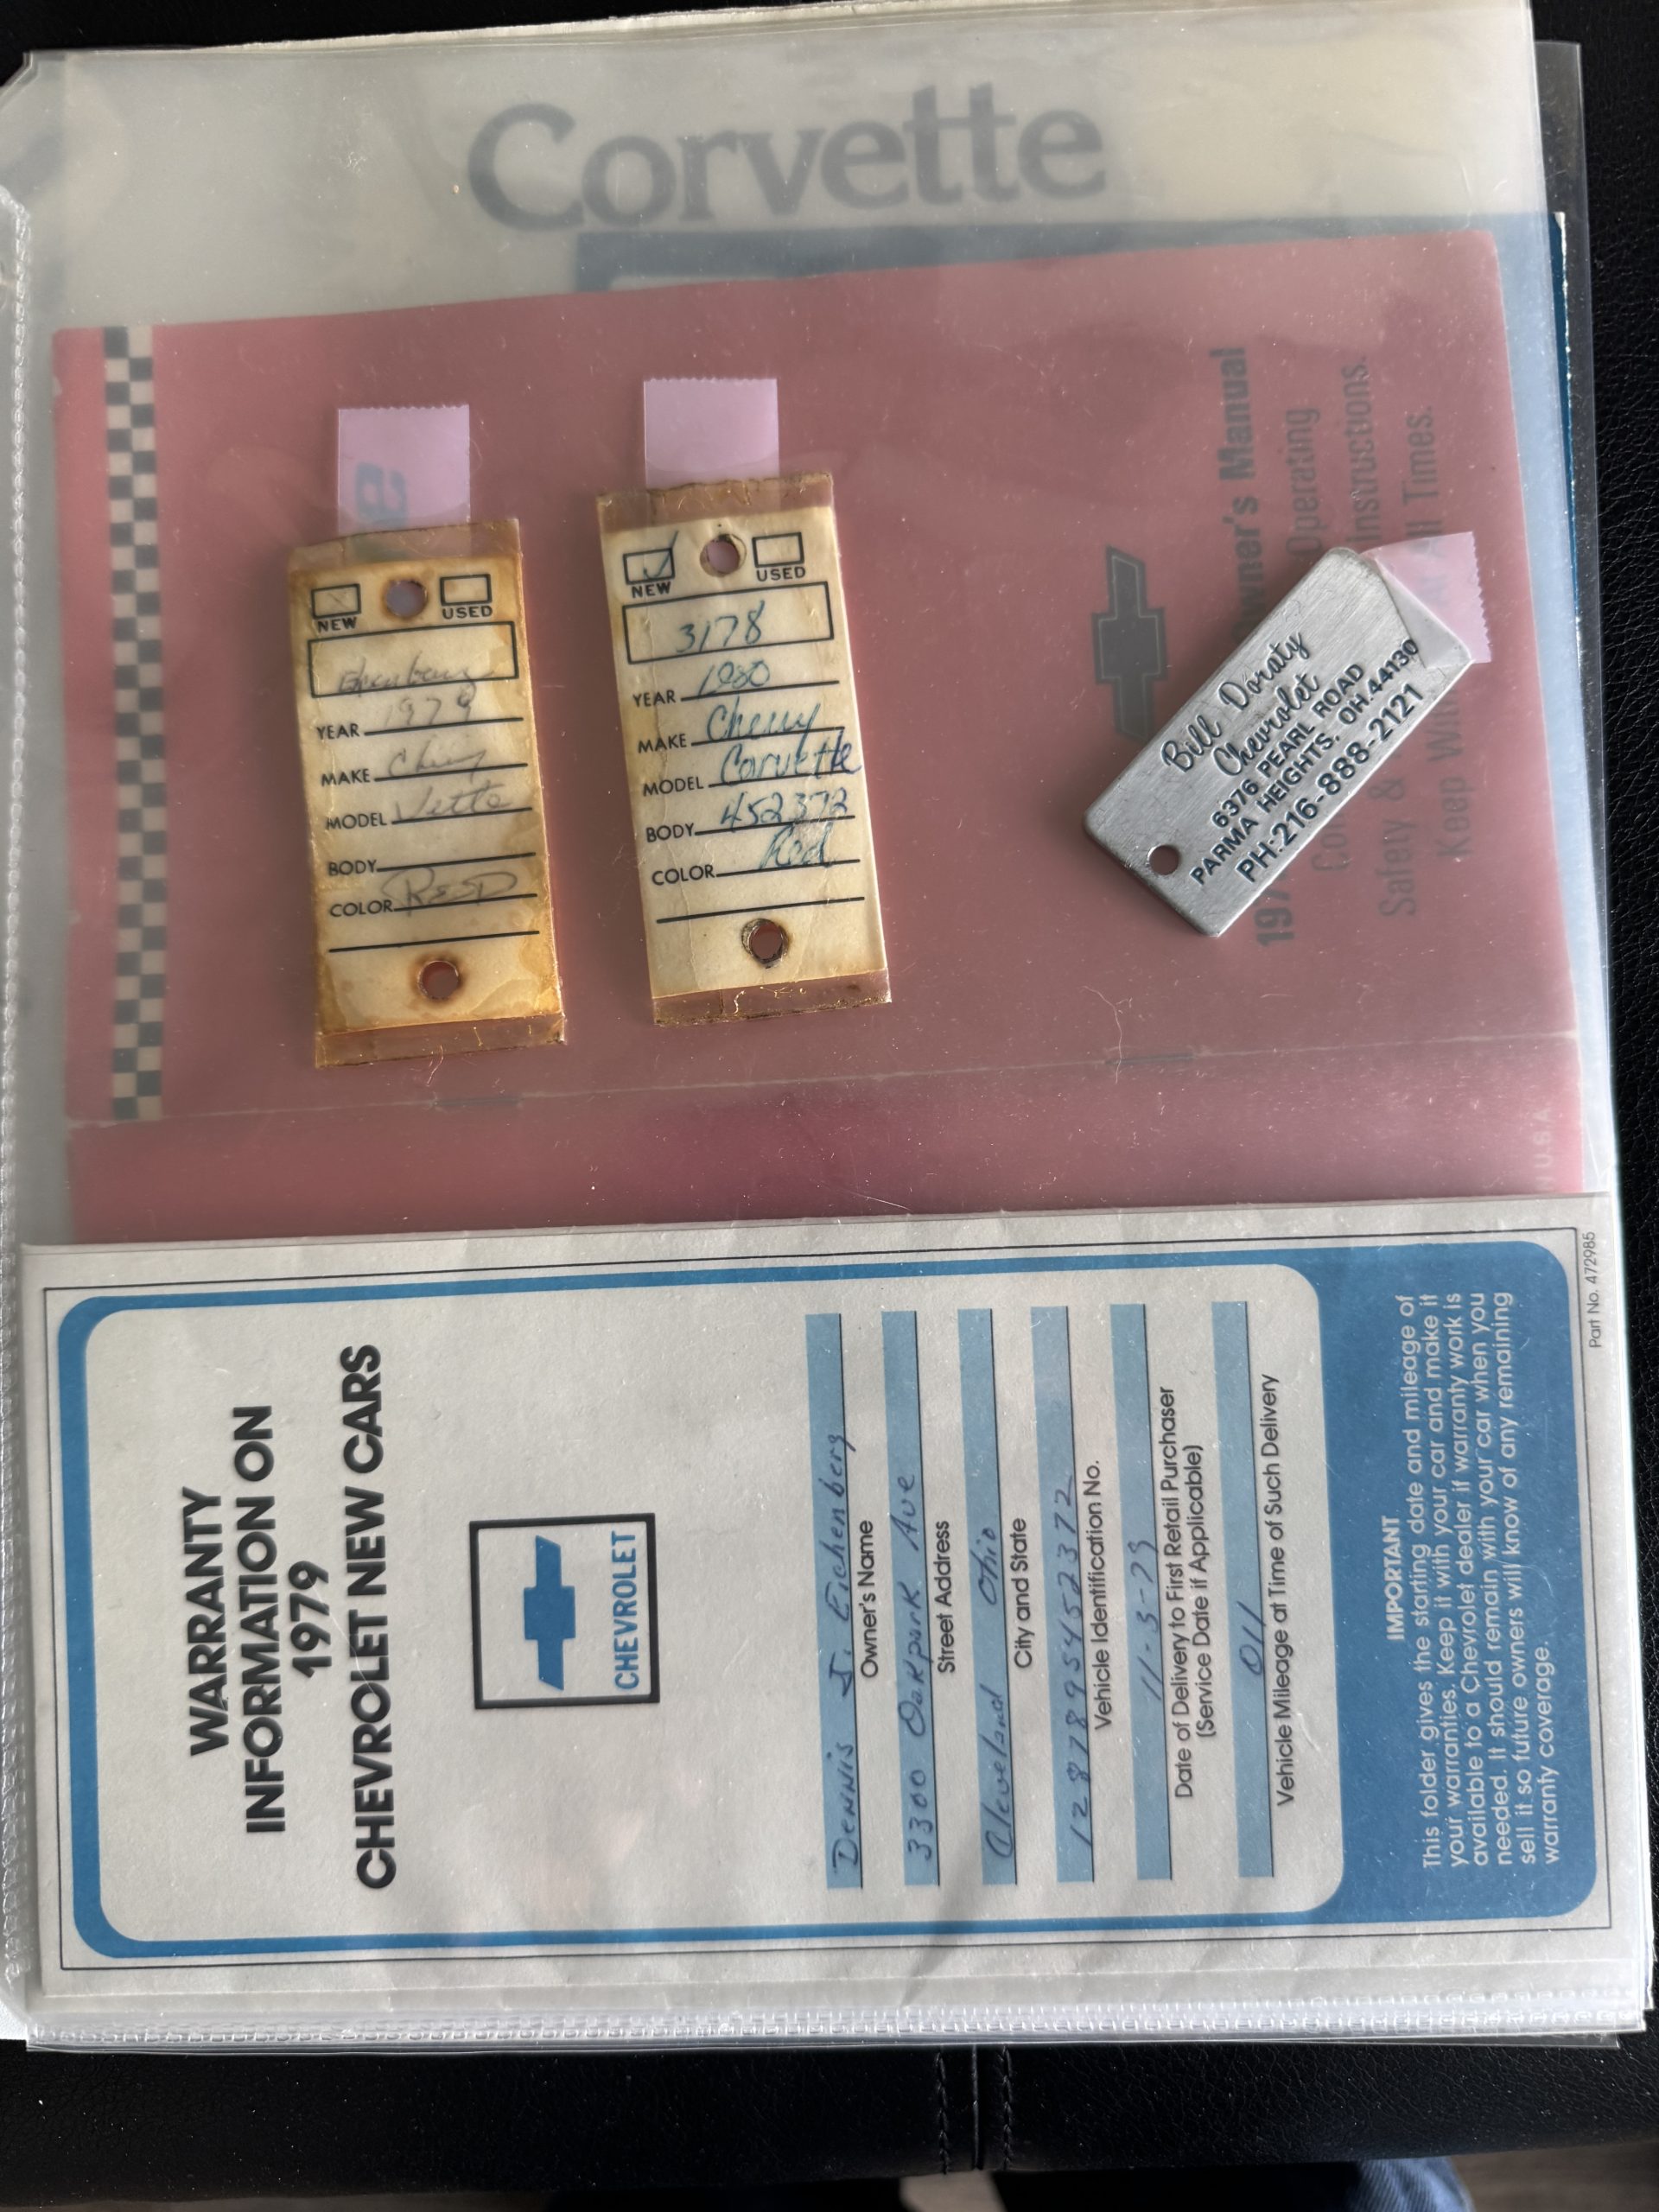 Corvette
NEW
USED
YEAR 1979
MAKE Chevy
MODEL Vette
BODY
COLOR RED
NEW
USED
3178
YEAR 1980
MAKE Chevy
MODEL Corvette
BODY 452372
COLOR Red
Bill Doraty
Chevrolet
6376 PEARL ROAD
PARMA HEIGHTS, OH.44130
PH:216-888-2121
Owner's Manual
Operating
Safety &
instructions.
Keep
Times.
U.S.A.
WARRANTY
INFORMATION ON
1979
CHEVROLET NEW CARS
CHEVROLET
Dennis J. Eichenberg
Owner's Name
3300 Oakpark Ave
Street Address
Cleveland Ohio
City and State
1Z8789S452372
Vehicle Identification No.
11-3-79
Date of Delivery to First Retail Purchaser
(Service Date if Applicable)
011
Vehicle Mileage at Time of Such Delivery
IMPORTANT
This folder gives the starting date and mileage of
your warranties. Keep it with your car and make it
available to a Chevrolet dealer if warranty work is
needed. It should remain with your car when you
sell it so future owners will know of any remaining
warranty coverage.
Part No. 472985